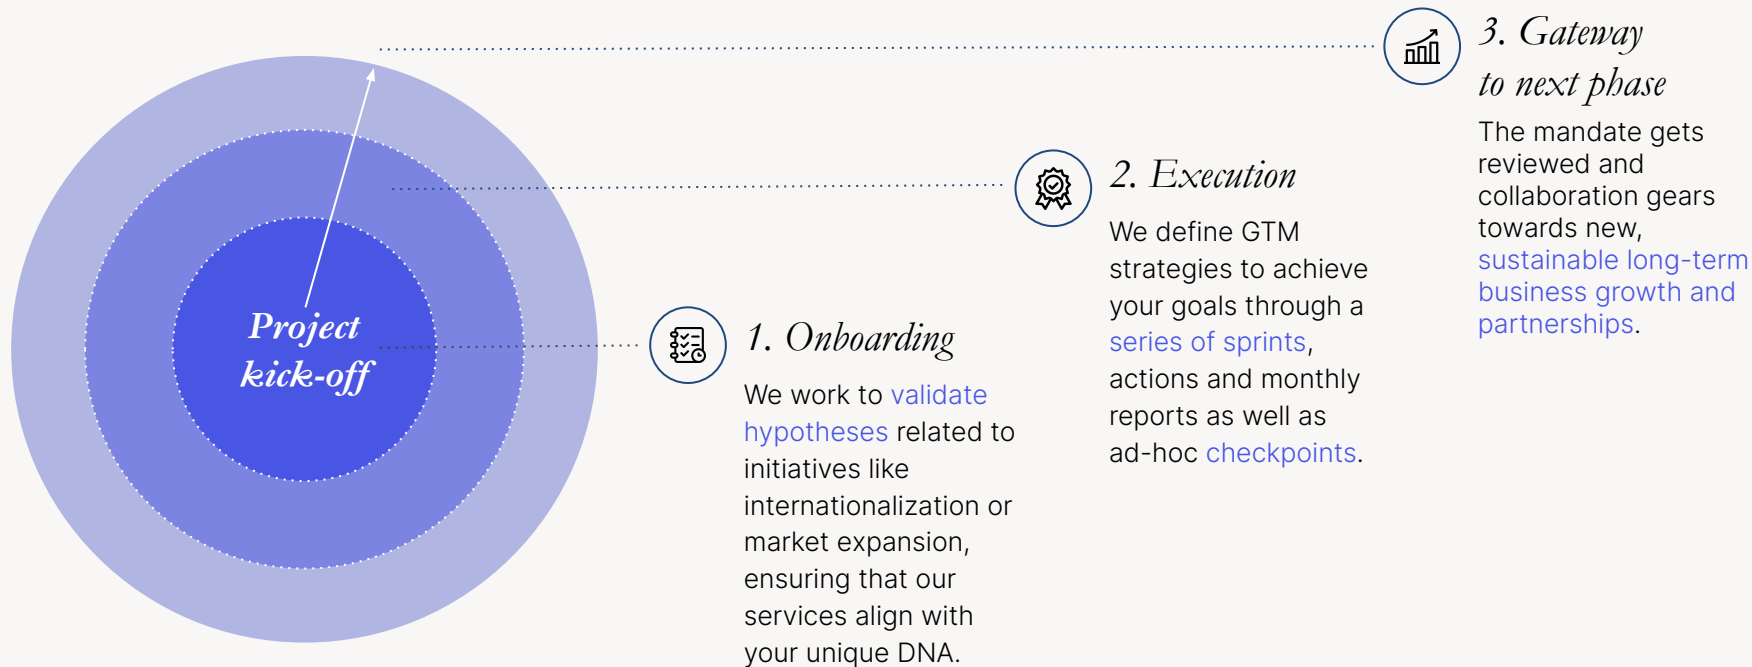 Project
kick-off
1. Onboarding
We work to validate
hypotheses related to
initiatives like
internationalization or
market expansion,
ensuring that our
services align with
your unique DNA.
2. Execution
We define GTM
strategies to achieve
your goals through a
series of sprints,
actions and monthly
reports as well as
ad-hoc checkpoints.
3. Gateway
to next phase
The mandate gets
reviewed and
collaboration gears
towards new,
sustainable long-term
business growth and
partnerships.